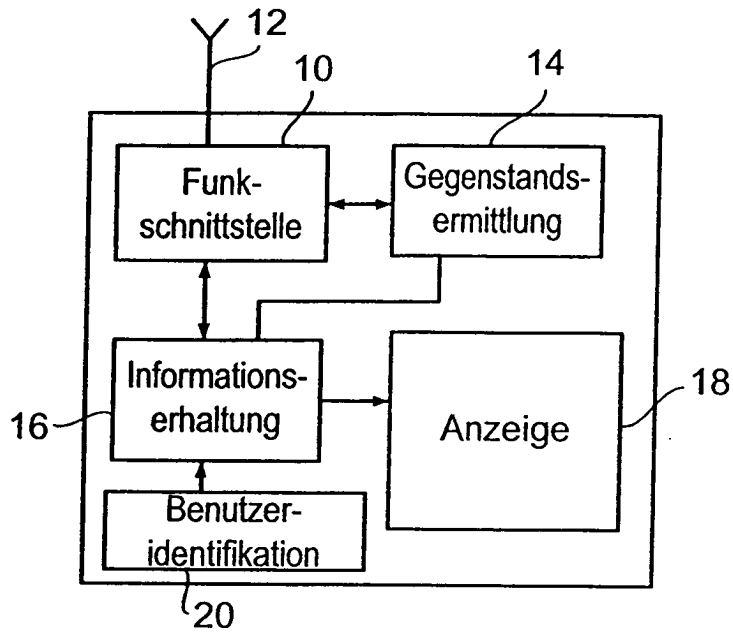 12
10
14
Funk-
schnittstelle
Gegenstands-
ermittlung
Informations-
erhaltung
16
Anzeige
18
Benutzer-
identifikation
20